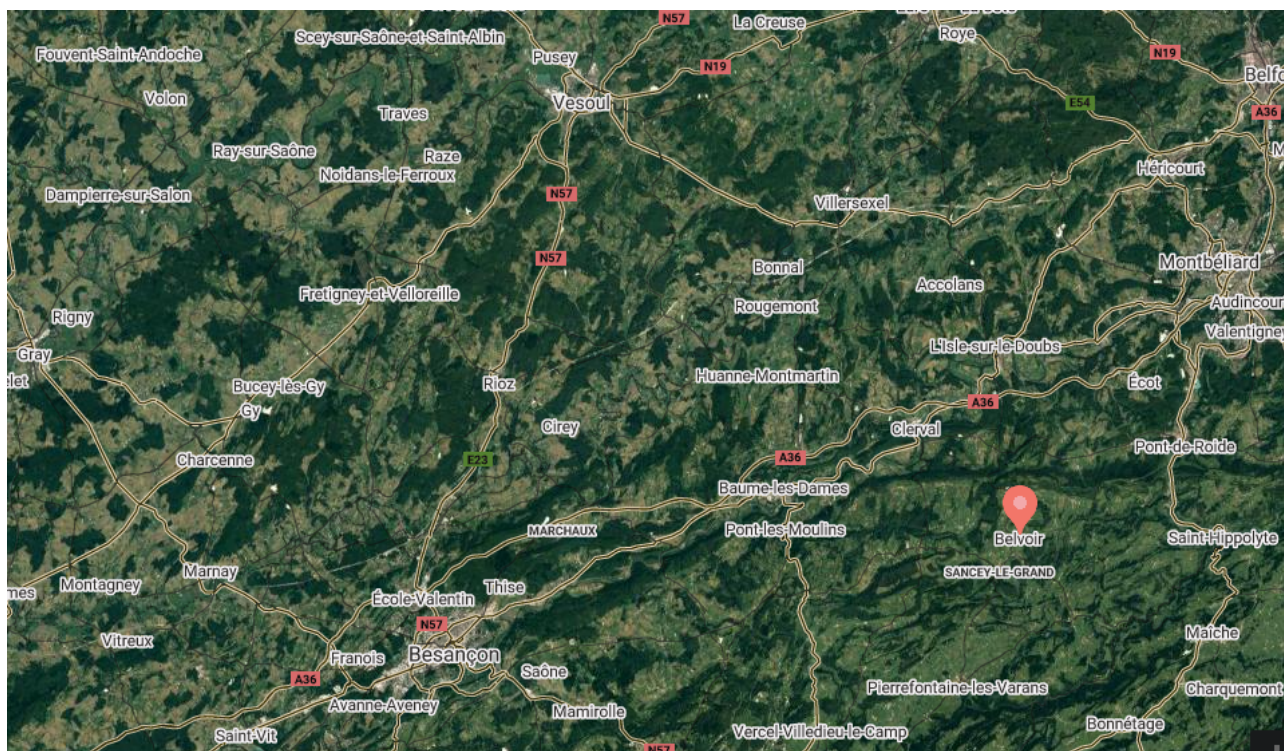 N57
La Creuse
Scey-sur-Saône-et-Saint-Albin
Roye
Fouvent-Saint-Andoche
Pusey
N19
N19
Belfo
Volon
Vesoul
Traves
E54
A36
Ray-sur-Saône
Raze
Noidans-le-Ferroux
Héricourt
Dampierre-sur-Salon
N57
Villersexel
N57
Bonnal
Montbéliard
Fretigney-et-Velloreille
Accolans
Rougemont
Audincour
Rigny
Valentigney
Gray
L'Isle-sur-le-Doubs
elet
Bucey-lès-Gy
Rioz
Huanne-Montmartin
Écot
Gy
A36
Cirey
Clerval
Charcenne
Pont-de-Roide
E23
A36
Baume-les-Dames
MARCHAUX
Pont-les-Moulins
Belvoir
Saint-Hippolyte
Marnay
SANCEY-LE-GRAND
Montagney
Thise
mes
École-Valentin
N57
Vitreux
Maîche
Besançon
Franois
Saône
A36
Pierrefontaine-les-Varans
Charquemont
Avanne-Aveney
Mamirolle
Saint-Vit
Vercel-Villedieu-le-Camp
Bonnétage
N57